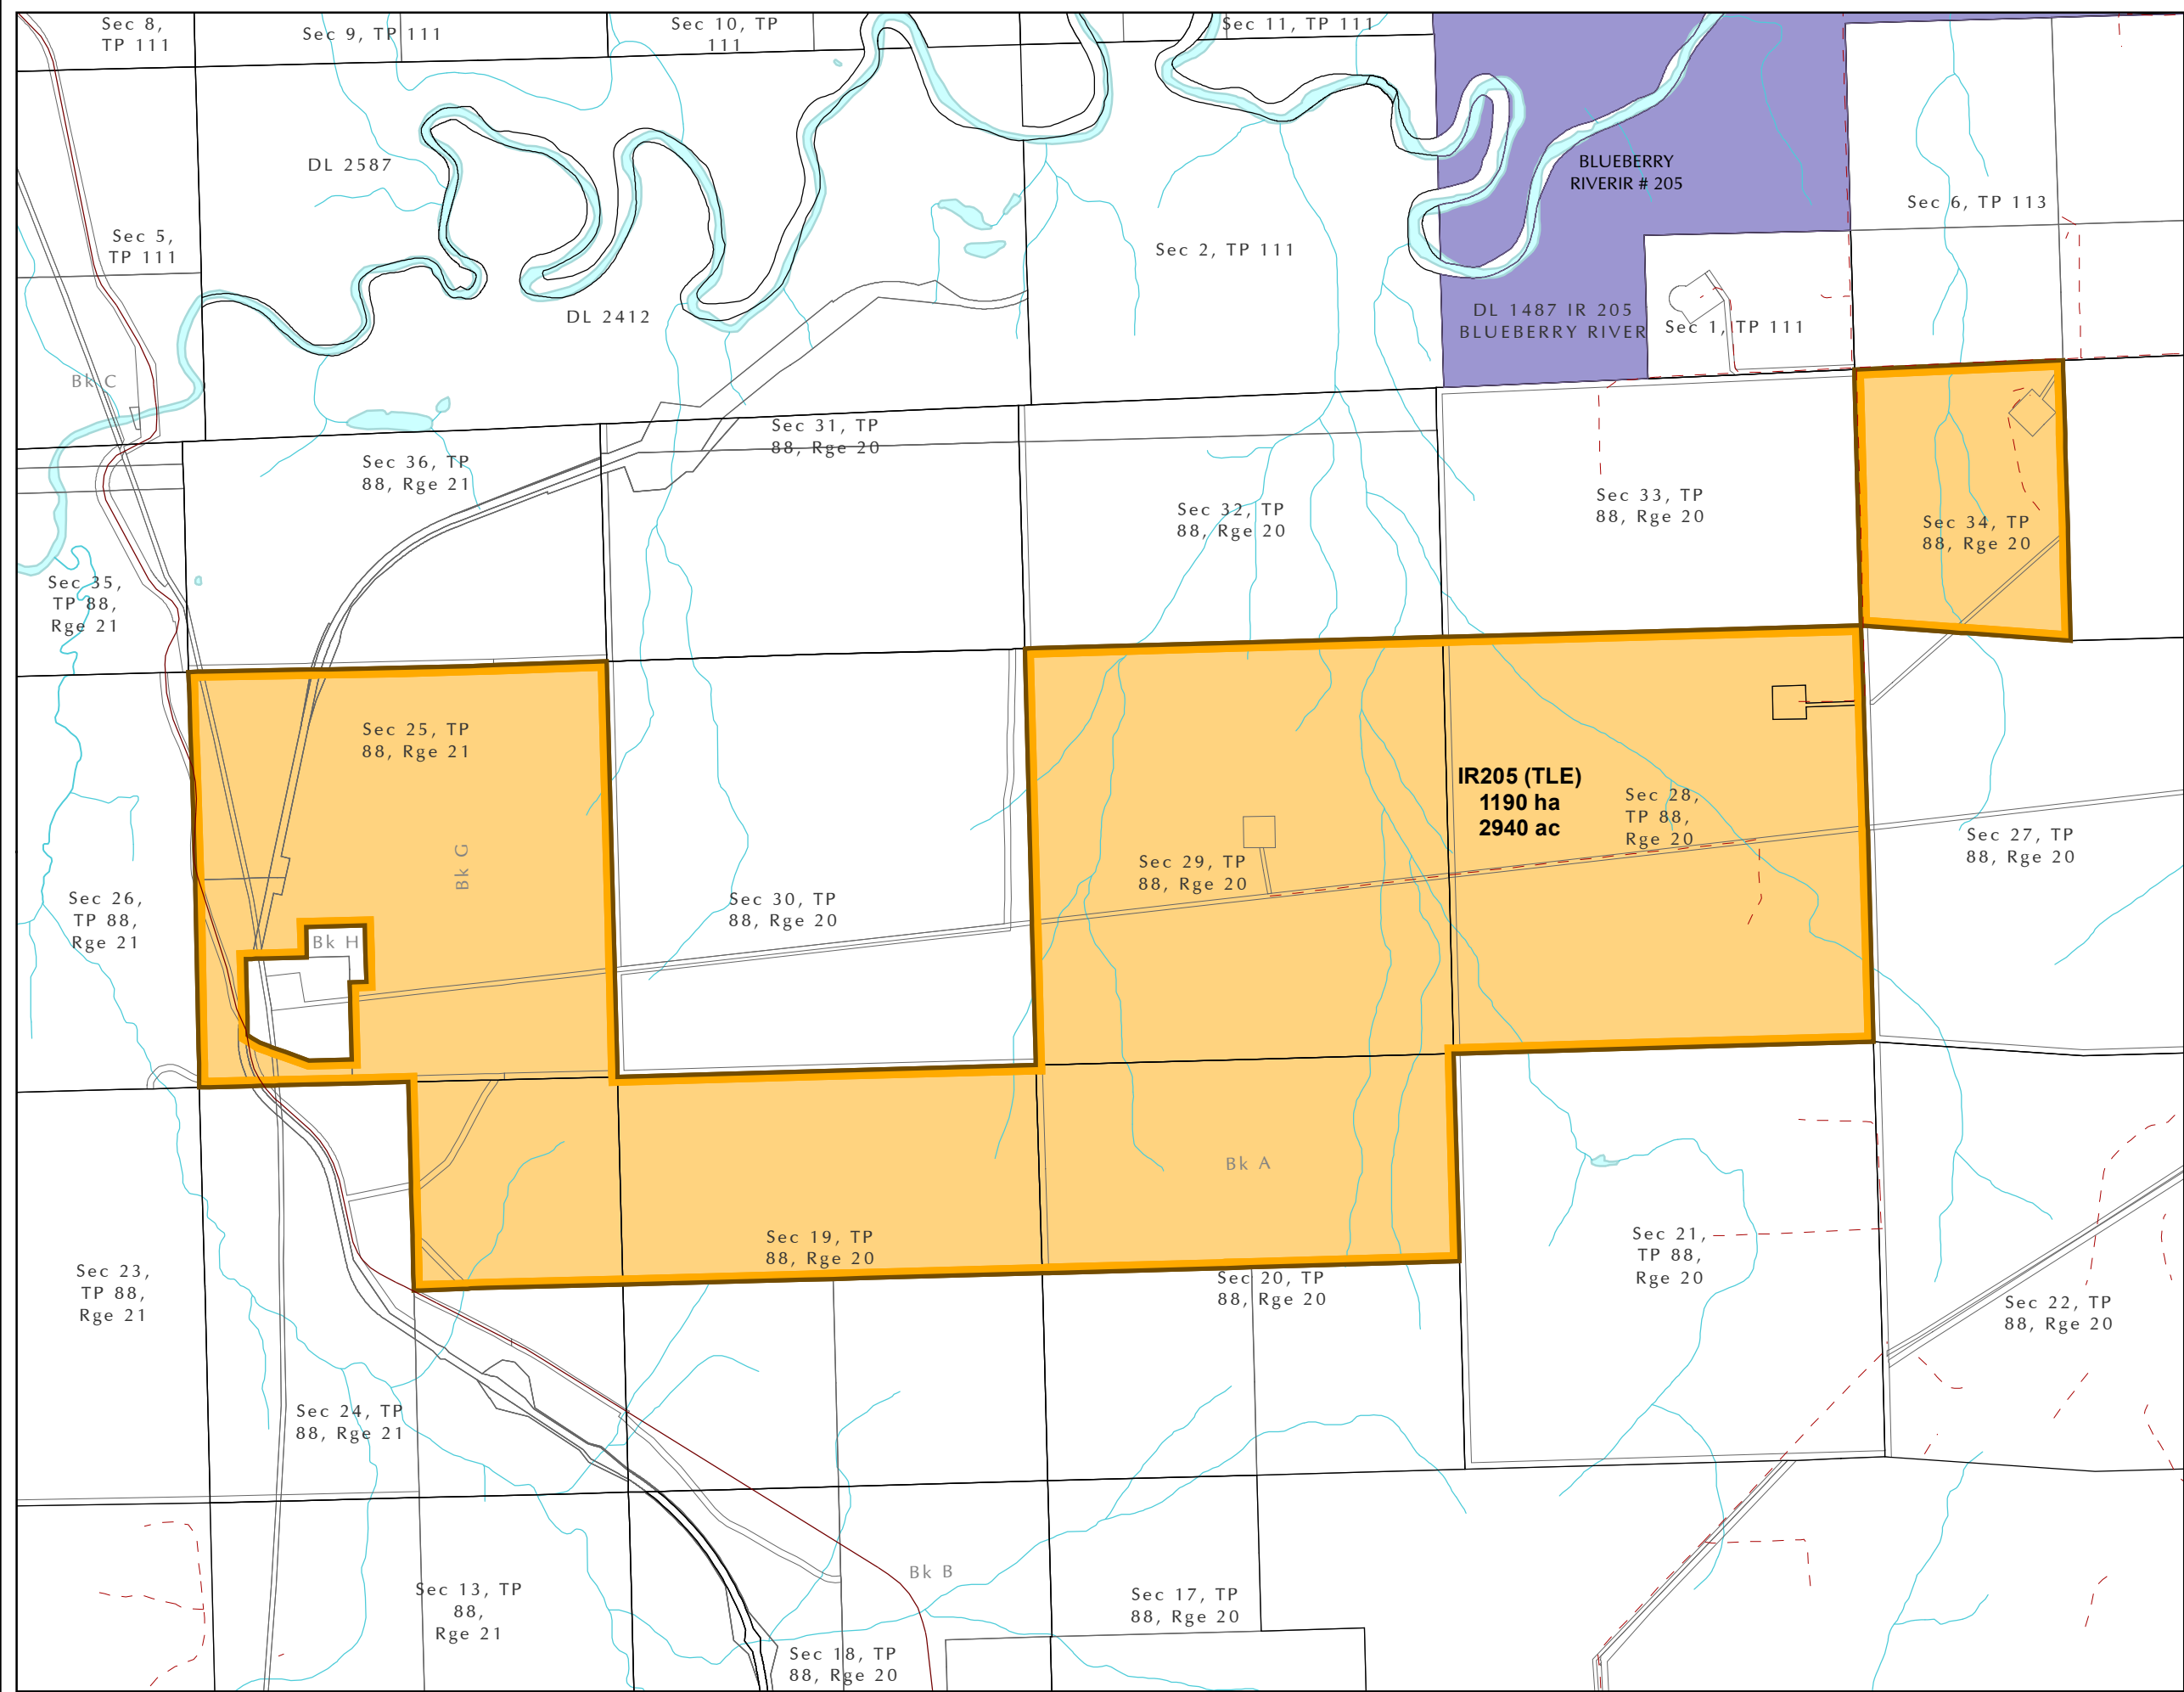 Sec 8,
TP 111
Sec 9, TP 111
Sec 10, TP
111
Sec 11, TP 111
DL 2587
BLUEBERRY
RIVERIR # 205
Sec 6, TP 113
Sec 5,
TP 111
Sec 2, TP 111
DL 2412
DL 1487 IR 205
BLUEBERRY RIVER
Sec 1, TP 111
Bk C
Sec 31, TP
88, Rge 20
Sec 36, TP
88, Rge 21
Sec 32, TP
88, Rge 20
Sec 33, TP
88, Rge 20
Sec 34, TP
88, Rge 20
Sec 35,
TP 88,
Rge 21
Sec 25, TP
88, Rge 21
IR205 (TLE)
1190 ha
2940 ac
Sec 28,
TP 88,
Rge 20
Sec 27, TP
88, Rge 20
Bk G
Sec 29, TP
88, Rge 20
Sec 26,
TP 88,
Rge 21
Sec 30, TP
88, Rge 20
Bk H
Bk A
Sec 19, TP
88, Rge 20
Sec 21,
TP 88,
Rge 20
Sec 23,
TP 88,
Rge 21
Sec 20, TP
88, Rge 20
Sec 22, TP
88, Rge 20
Sec 24, TP
88, Rge 21
Bk B
Sec 13, TP
88,
Rge 21
Sec 17, TP
88, Rge 20
Sec 18, TP
88, Rge 20